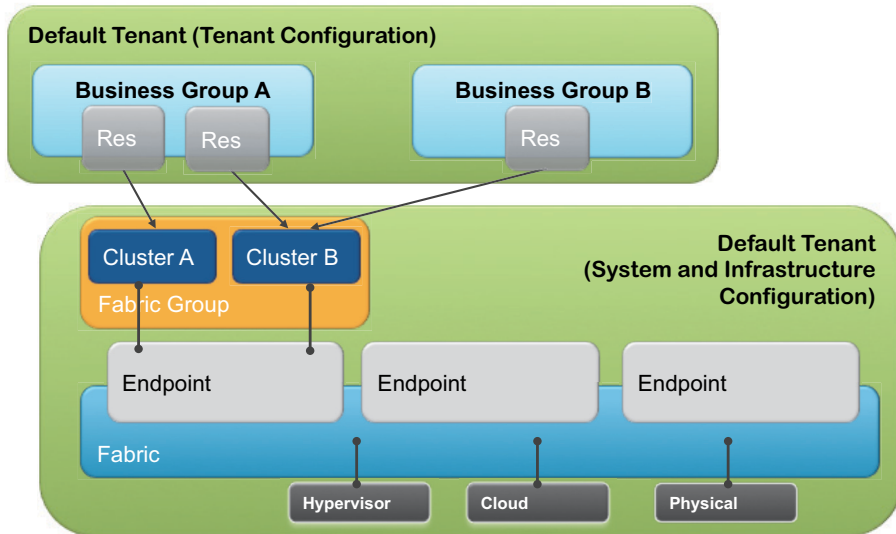 Default Tenant (Tenant Configuration)
Business Group A
Business Group B
Res
Res
Res
Cluster A
Cluster B
Fabric Group
Default Tenant
(System and Infrastructure
Configuration)
Endpoint
Endpoint
Endpoint
Fabric
Hypervisor
Cloud
Physical